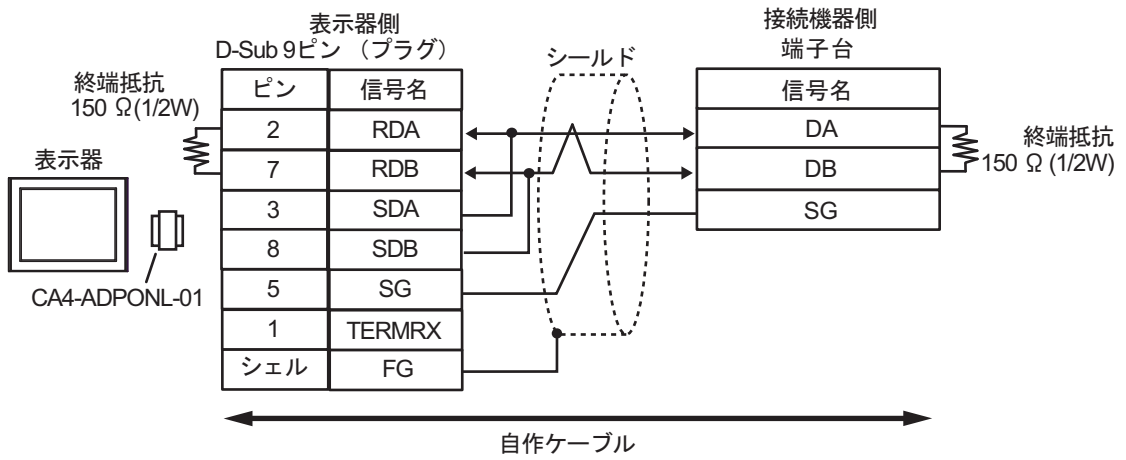 表示器側
D-Sub 9ピン （プラグ）
終端抵抗
150 Ω(1/2W)
表示器
CA4-ADPONL-01
ピン 信号名
2 RDA
7 RDB
3 SDA
8 SDB
5 SG
1 TERMRX
シェル FG
シールド
接続機器側
端子台
信号名
DA
DB
SG
終端抵抗
150 Ω (1/2W)
自作ケーブル